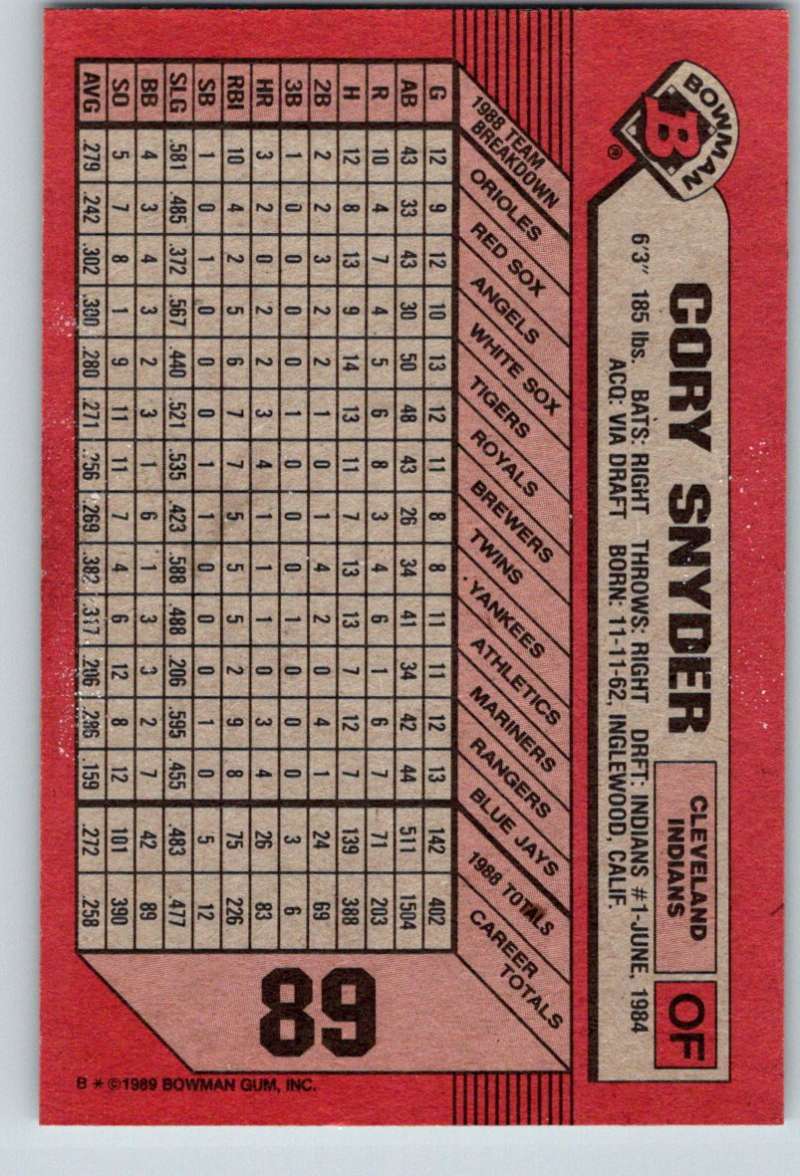 BOWMAN
B ®
CORY SNYDER
CLEVELAND
INDIANS
OF
6'3" 185 lbs. BATS: RIGHT THROWS: RIGHT DRFT: INDIANS #1-JUNE, 1984
ACQ: VIA DRAFT BORN: 11-11-62, INGLEWOOD, CALIF.
1988 TEAM
BREAKDOWN
ORIOLES
RED SOX
ANGELS
WHITE SOX
TIGERS
ROYALS
BREWERS
TWINS
YANKEES
ATHLETICS
MARINERS
RANGERS
BLUE JAYS
1988 TOTALS
CAREER
TOTALS
G 12 9 12 10 13 12 11 8 8 11 11 12 13 142 402
AB 43 33 43 30 50 48 43 26 34 41 34 42 44 511 1504
R 10 4 7 4 5 6 8 3 4 6 1 6 7 71 203
H 12 8 13 9 14 13 11 7 13 13 7 12 7 139 388
2B 2 2 3 2 2 1 0 1 4 2 0 4 1 24 69
3B 1 0 0 0 0 1 0 0 0 1 0 0 0 3 6
HR 3 2 0 2 2 3 4 1 1 1 0 3 4 26 83
RBI 10 4 2 5 6 7 7 5 5 5 2 9 8 75 226
SB 1 0 1 0 0 0 1 1 0 0 0 1 0 5 12
SLG .581 .485 .372 .567 .440 .521 .535 .423 .588 .488 .206 .595 .455 .483 .477
BB 4 3 4 3 2 3 1 6 1 3 3 2 7 42 89
SO 5 7 8 1 9 11 11 7 4 6 12 8 12 101 390
AVG .279 .242 .302 .300 .280 .271 .256 .269 .382 .317 .206 .286 .159 .272 .258
89
B * ©1989 BOWMAN GUM, INC.